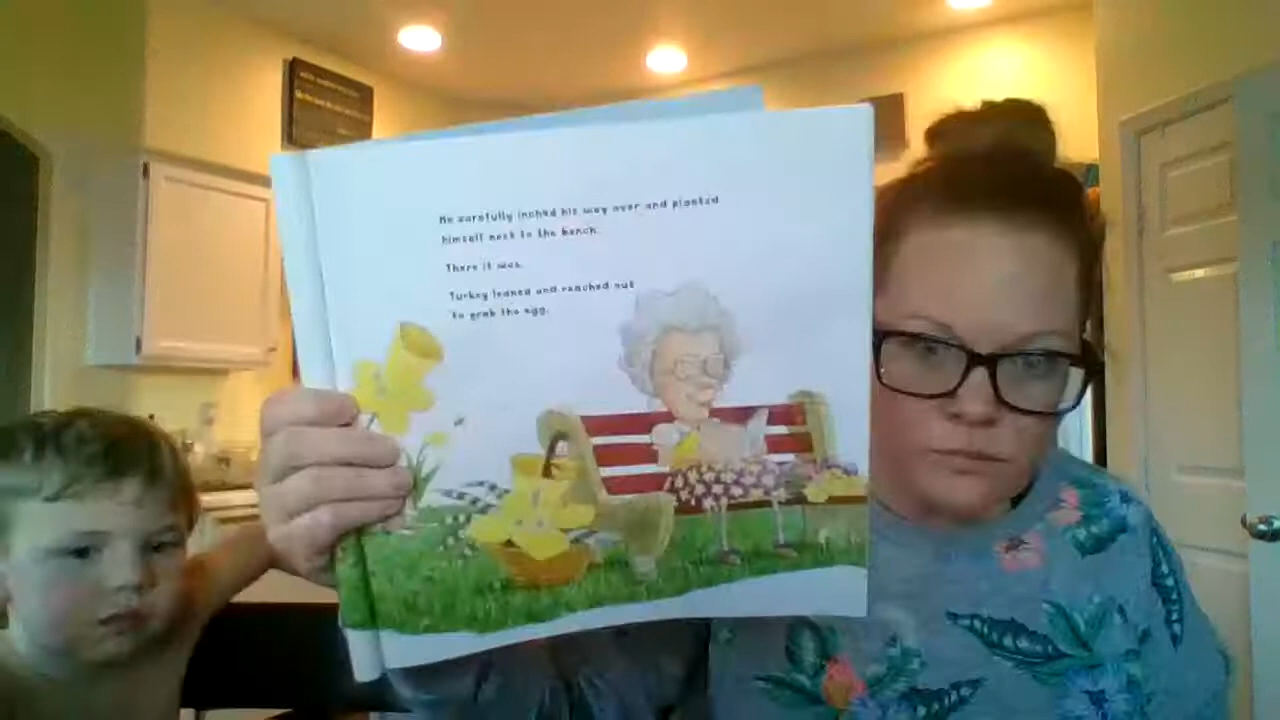 He carefully inched his way over and planted
himself next to the bench.
There it was.
Turkey leaned and reached out
to grab the egg.